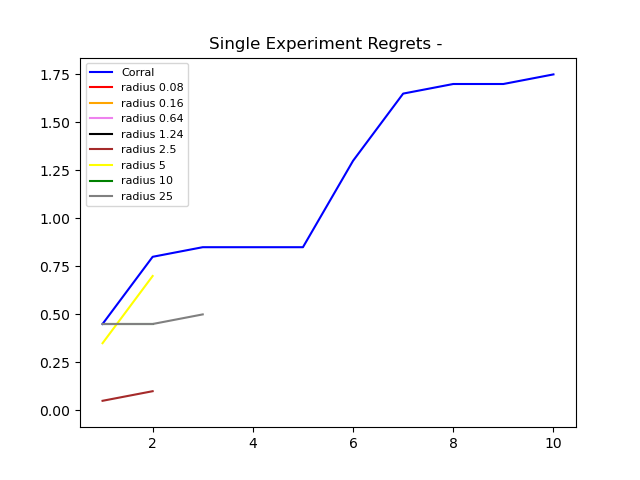 Single Experiment Regrets -
1.75
1.50
1.25
1.00
0.75
0.50
0.25
0.00
Corral
radius 0.08
radius 0.16
radius 0.64
radius 1.24
radius 2.5
radius 5
radius 10
radius 25
2 4 6 8 10